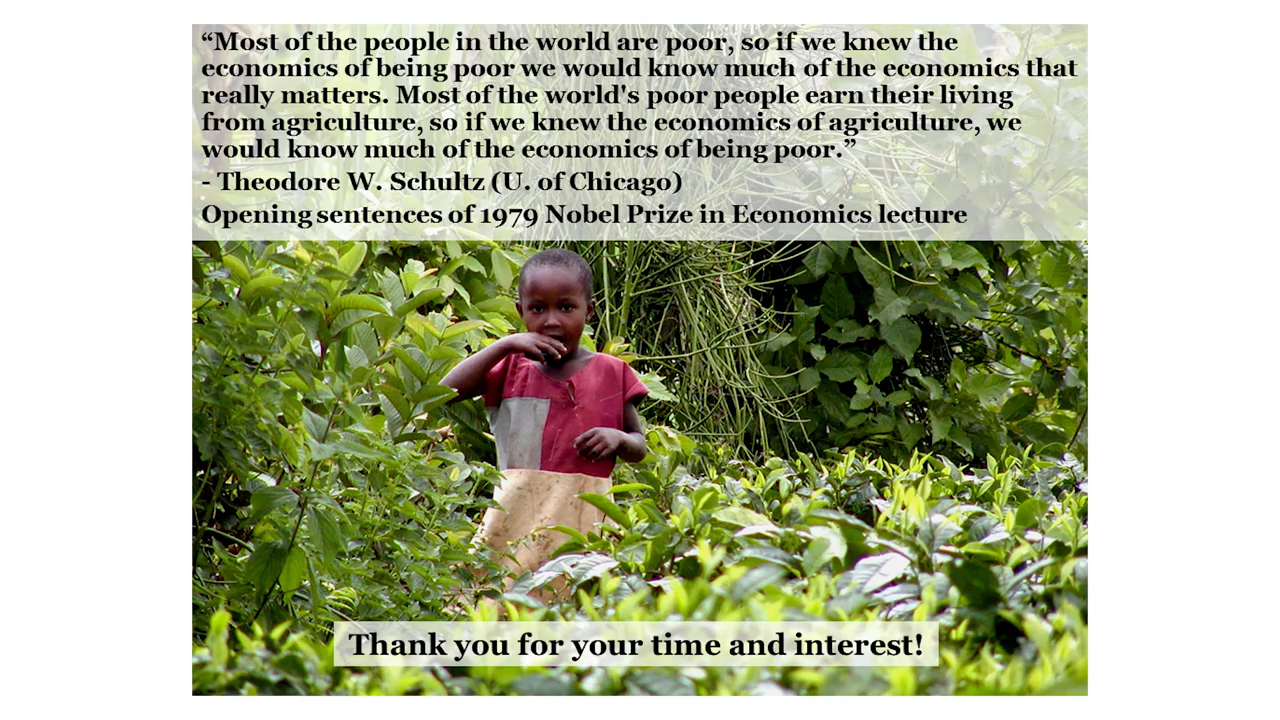 “Most of the people in the world are poor, so if we knew the
economics of being poor we would know much of the economics that
really matters. Most of the world's poor people earn their living
from agriculture, so if we knew the economics of agriculture, we
would know much of the economics of being poor.”
- Theodore W. Schultz (U. of Chicago)
Opening sentences of 1979 Nobel Prize in Economics lecture
Thank you for your time and interest!